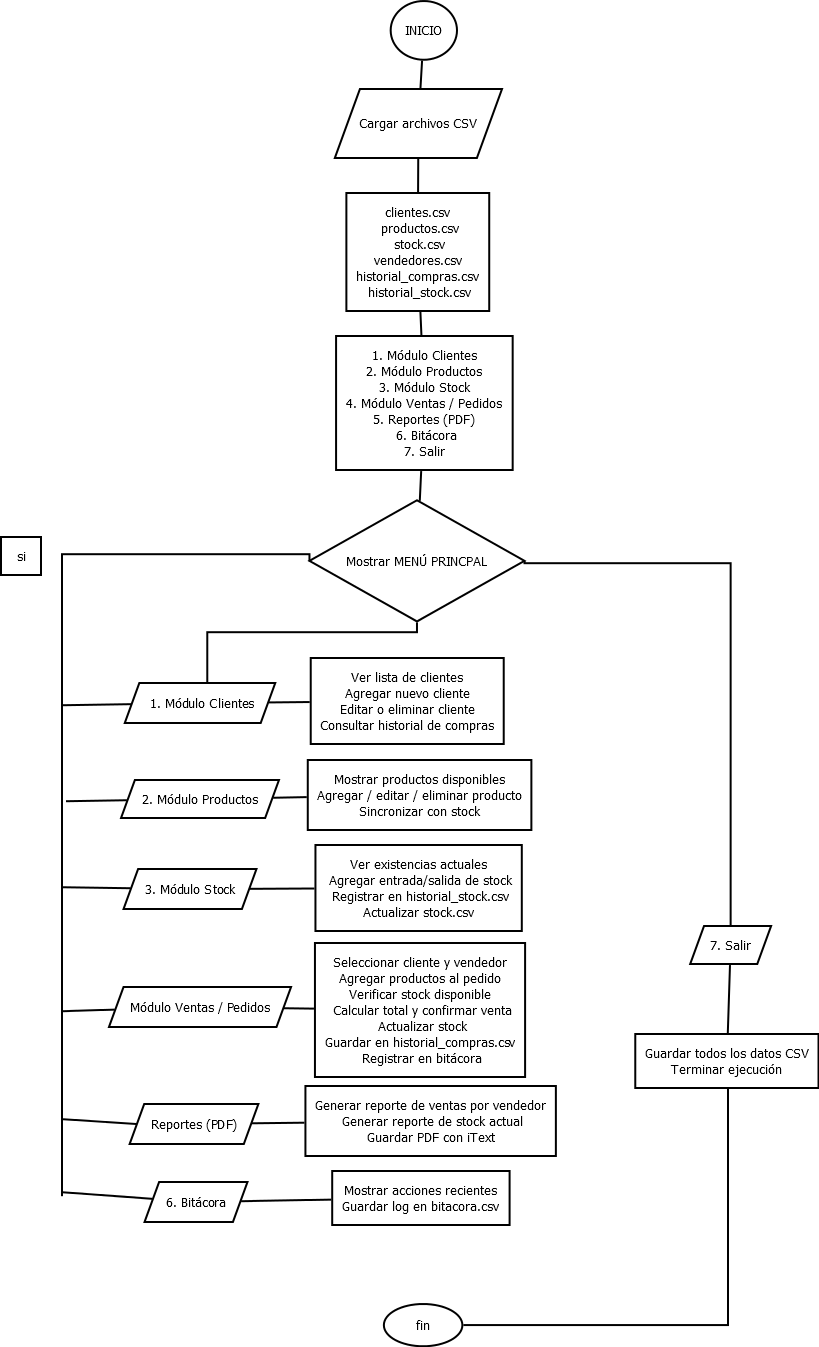 INICIO
Cargar archivos CSV
clientes.csv
productos.csv
stock.csv
vendedores.csv
historial_compras.csv
historial_stock.csv
1. Módulo Clientes
2. Módulo Productos
3. Módulo Stock
4. Módulo Ventas / Pedidos
5. Reportes (PDF)
6. Bitácora
7. Salir
si
Mostrar MENÚ PRINCPAL
1. Módulo Clientes
Ver lista de clientes
Agregar nuevo cliente
Editar o eliminar cliente
Consultar historial de compras
2. Módulo Productos
Mostrar productos disponibles
Agregar / editar / eliminar producto
Sincronizar con stock
3. Módulo Stock
Ver existencias actuales
Agregar entrada/salida de stock
Registrar en historial_stock.csv
Actualizar stock.csv
Módulo Ventas / Pedidos
Seleccionar cliente y vendedor
Agregar productos al pedido
Verificar stock disponible
Calcular total y confirmar venta
Actualizar stock
Guardar en historial_compras.csv
Registrar en bitácora
7. Salir
Guardar todos los datos CSV
Terminar ejecución
Reportes (PDF)
Generar reporte de ventas por vendedor
Generar reporte de stock actual
Guardar PDF con iText
6. Bitácora
Mostrar acciones recientes
Guardar log en bitacora.csv
fin